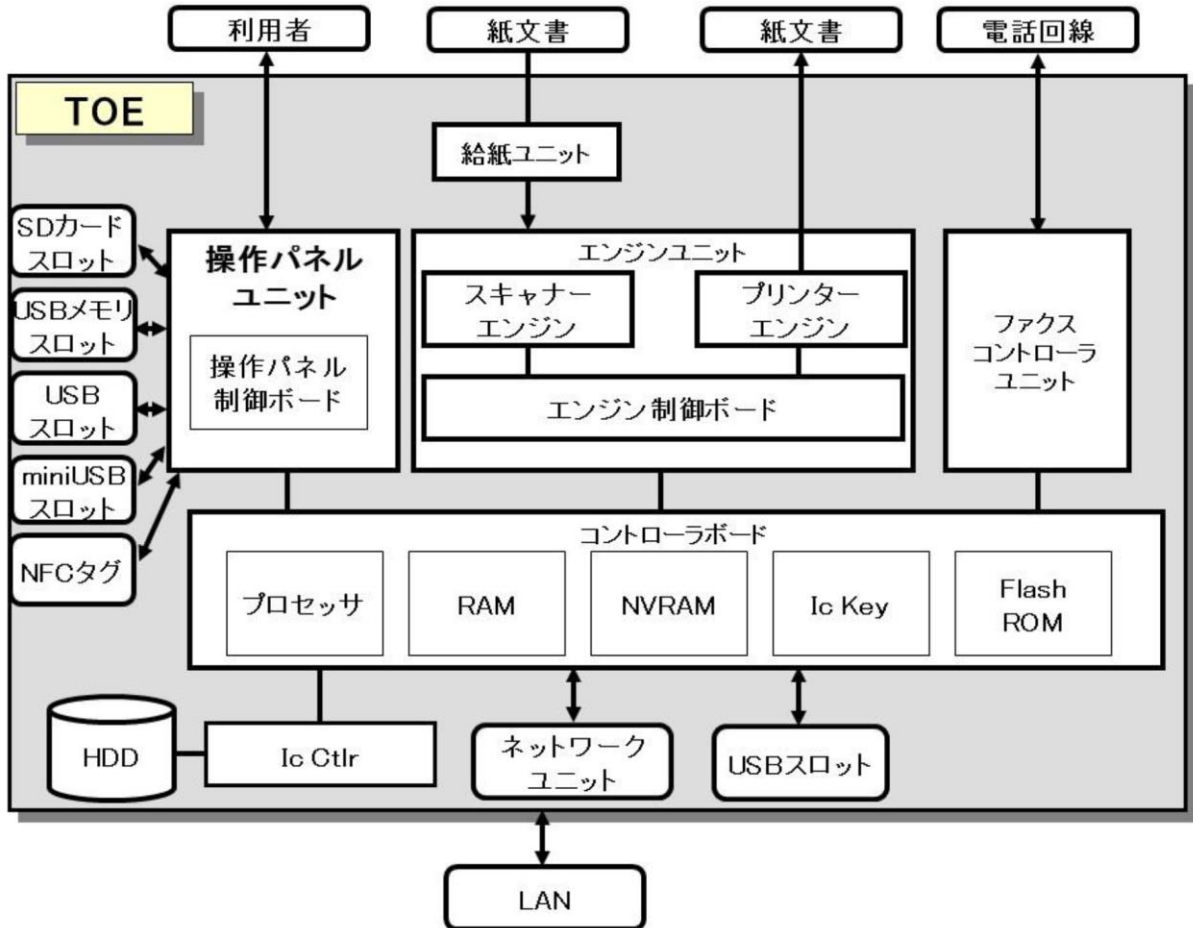 利用者
紙文書
紙文書
電話回線
TOE
給紙ユニット
SDカード
スロット
USBメモリ
スロット
USB
スロット
miniUSB
スロット
NFCタグ
操作パネル
ユニット
操作パネル
制御ボード
エンジンユニット
スキャナー
エンジン
プリンター
エンジン
エンジン制御ボード
ファクス
コントローラ
ユニット
コントローラボード
プロセッサ
RAM
NVRAM
Ic Key
Flash
ROM
HDD
Ic Ctlr
ネットワーク
ユニット
USBスロット
LAN